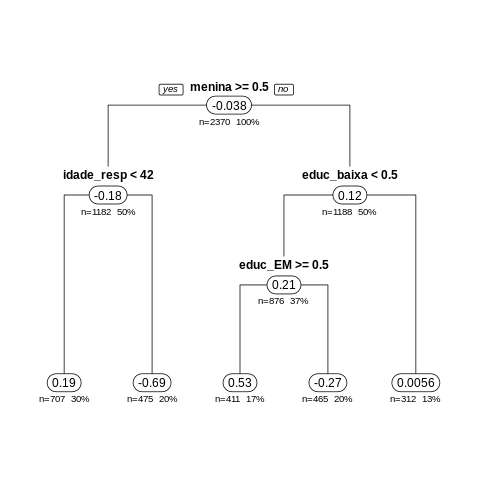 yes menina >= 0.5 no
-0.038
n=2370 100%
idade_resp < 42
-0.18
n=1182 50%
educ_baixa < 0.5
0.12
n=1188 50%
educ_EM >= 0.5
0.21
n=876 37%
0.19
n=707 30%
-0.69
n=475 20%
0.53
n=411 17%
-0.27
n=465 20%
0.0056
n=312 13%